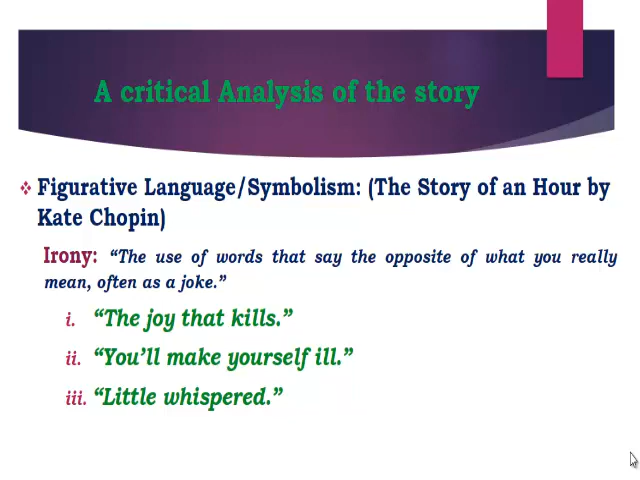 A critical Analysis of the story
❖ Figurative Language/Symbolism: (The Story of an Hour by
Kate Chopin)
Irony: “The use of words that say the opposite of what you really
mean, often as a joke.”
i. “The joy that kills.”
ii. “You’ll make yourself ill.”
iii. “Little whispered.”